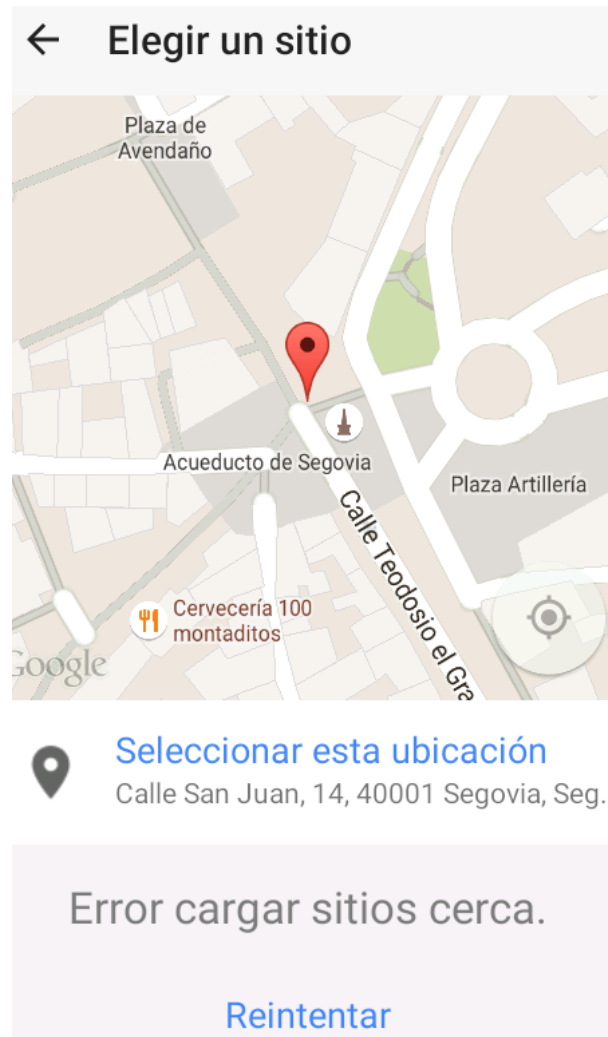 Elegir un sitio
Plaza de
Avendaño
Acueducto de Segovia
Plaza Artillería
Calle Teodosio el Gra
Cervecería 100
montaditos
Google
Seleccionar esta ubicación
Calle San Juan, 14, 40001 Segovia, Seg.
Error cargar sitios cerca.
Reintentar